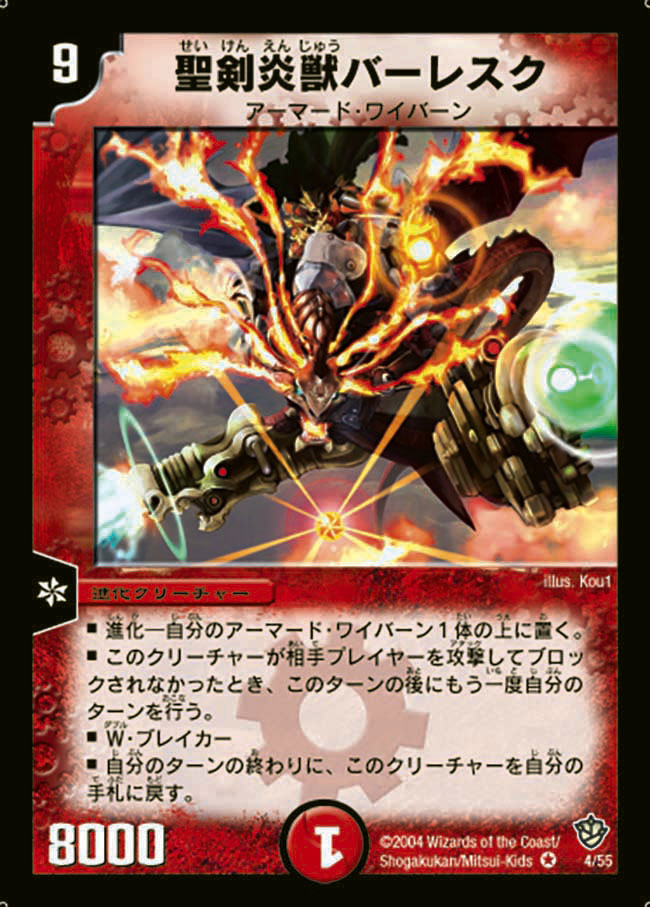 9
せいけんえんじゅう
聖剣炎獣バーレスク
アーマード・ワイバーン
illus. Kou1
進化クリーチャー
■ 進化―自分のアーマード・ワイバーン1体の上に置く。
■ このクリーチャーが相手プレイヤーを攻撃してブロッ
クされなかったとき、このターンの後にもう一度自分の
ターンを行う。
■ W・ブレイカー
■ 自分のターンの終わりに、このクリーチャーを自分の
手札に戻す。
8000
1
©2004 Wizards of the Coast/
Shogakukan/Mitsui-Kids
4/55